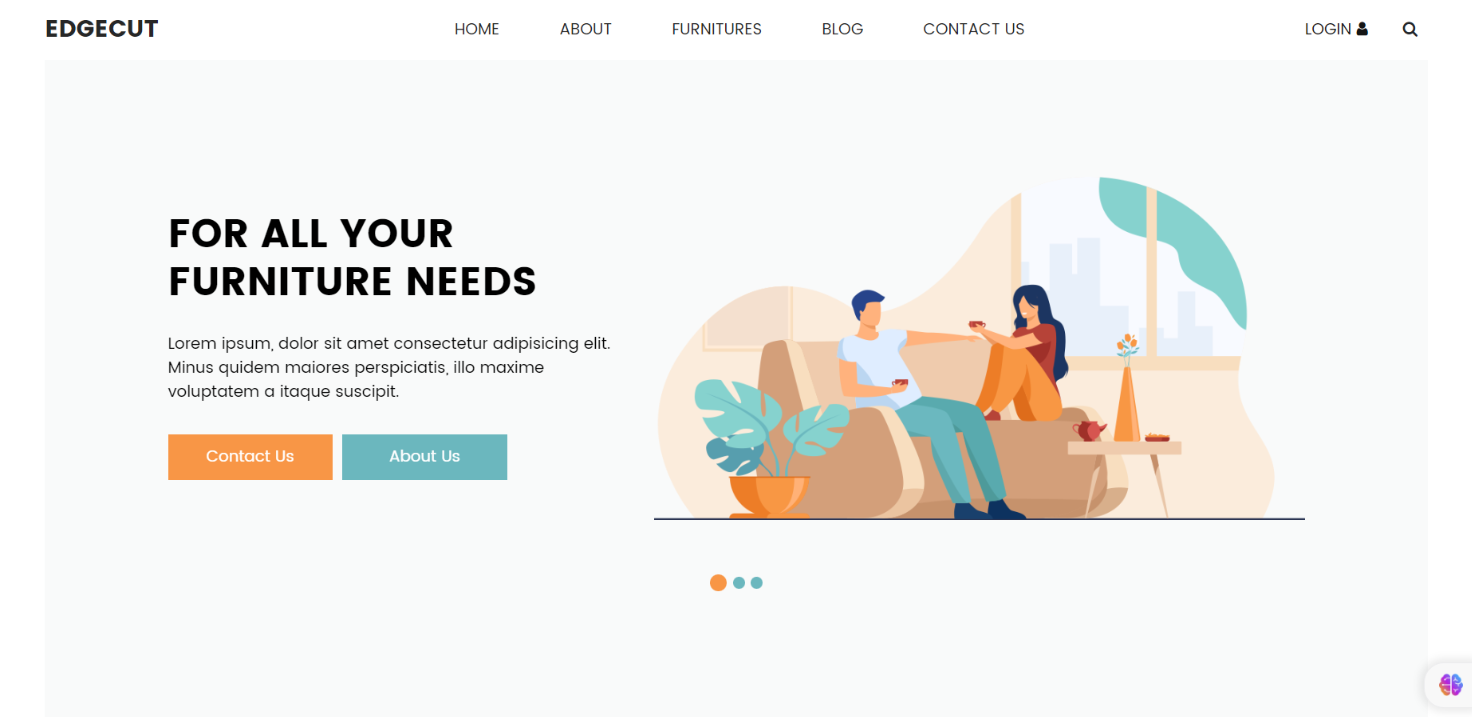 EDGECUT
HOME ABOUT FURNITURES BLOG CONTACT US
LOGIN
FOR ALL YOUR
FURNITURE NEEDS
Lorem ipsum, dolor sit amet consectetur adipisicing elit.
Minus quidem maiores perspiciatis, illo maxime
voluptatem a itaque suscipit.
Contact Us
About Us